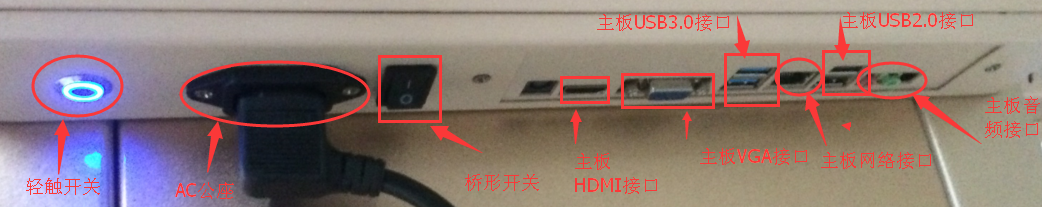 主板USB3.0接口
主板USB2.0接口
主板音
频接口
轻触开关
AC公座
桥形开关
主板
HDMI接口
主板VGA接口
主板网络接口